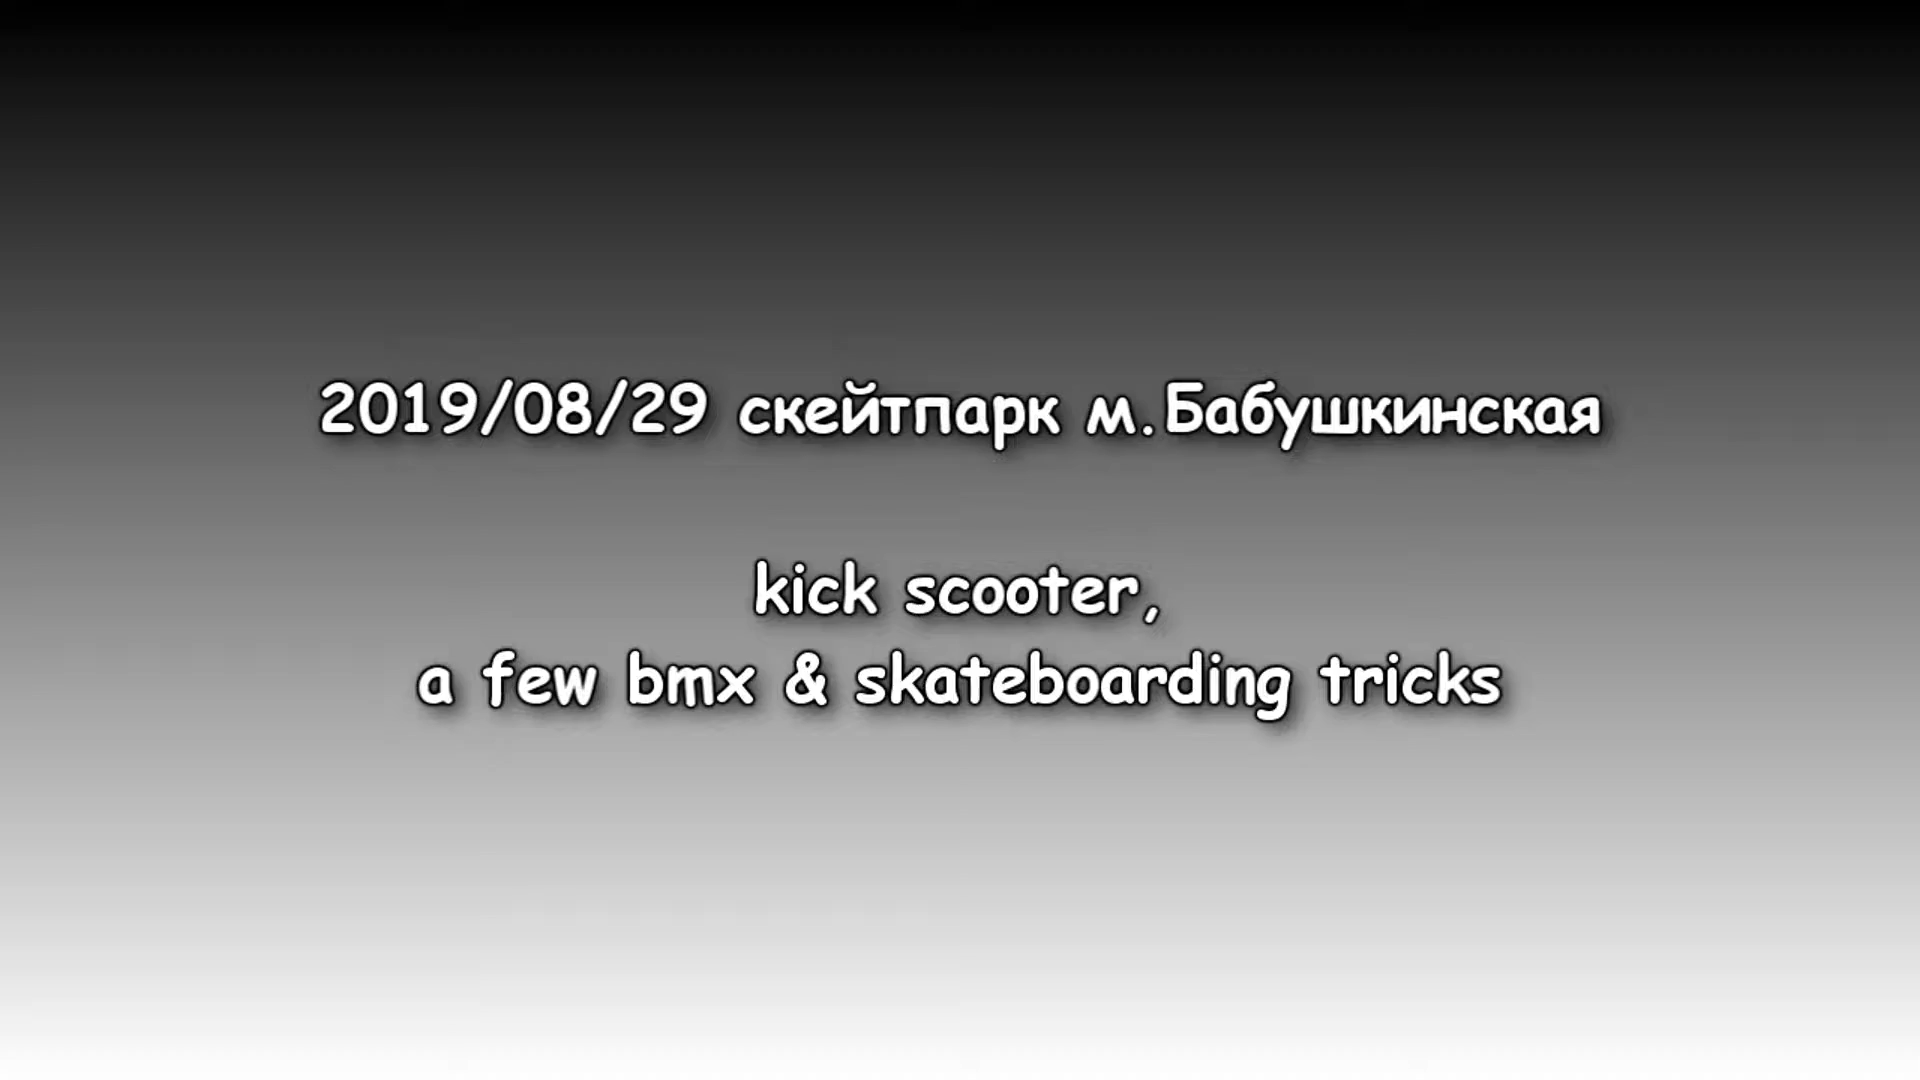 2019/08/29 скейтпарк м.Бабушкинская
kick scooter,
a few bmx & skateboarding tricks